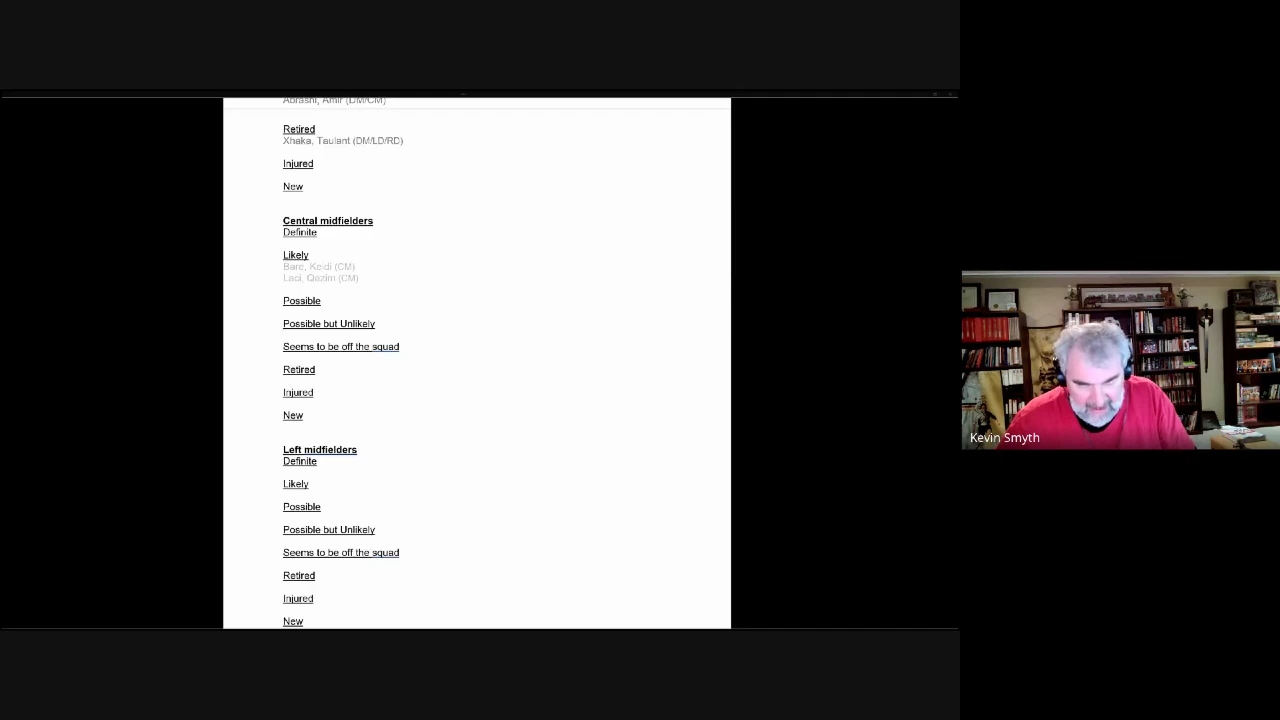 Abrashi, Amir (DM/CM)
Retired
Xhaka, Taulant (DM/LD/RD)
Injured
New
Central midfielders
Definite
Likely
Bare, Keidi (CM)
Laci, Qazim (CM)
Possible
Possible but Unlikely
Seems to be off the squad
Retired
Injured
New
Left midfielders
Definite
Likely
Possible
Possible but Unlikely
Seems to be off the squad
Retired
Injured
New
Kevin Smyth